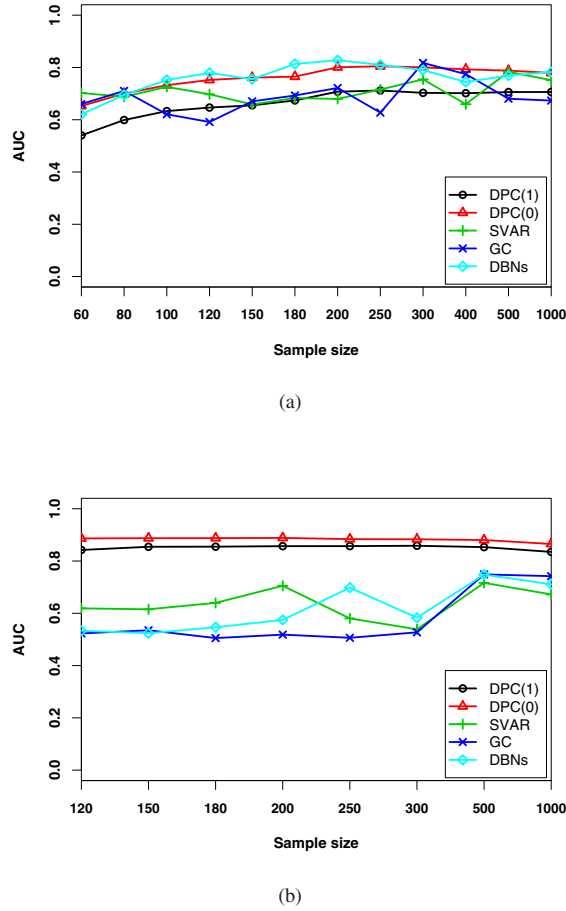 1.0
0.8
0.6
0.4
0.2
0.0
AUC
DPC(1)
DPC(0)
SVAR
GC
DBNs
60 80 100 120 150 180 200 250 300 400 500 1000
Sample size
(a)
1.0
0.8
0.6
0.4
0.2
0.0
AUC
DPC(1)
DPC(0)
SVAR
GC
DBNs
120 150 180 200 250 300 500 1000
Sample size
(b)